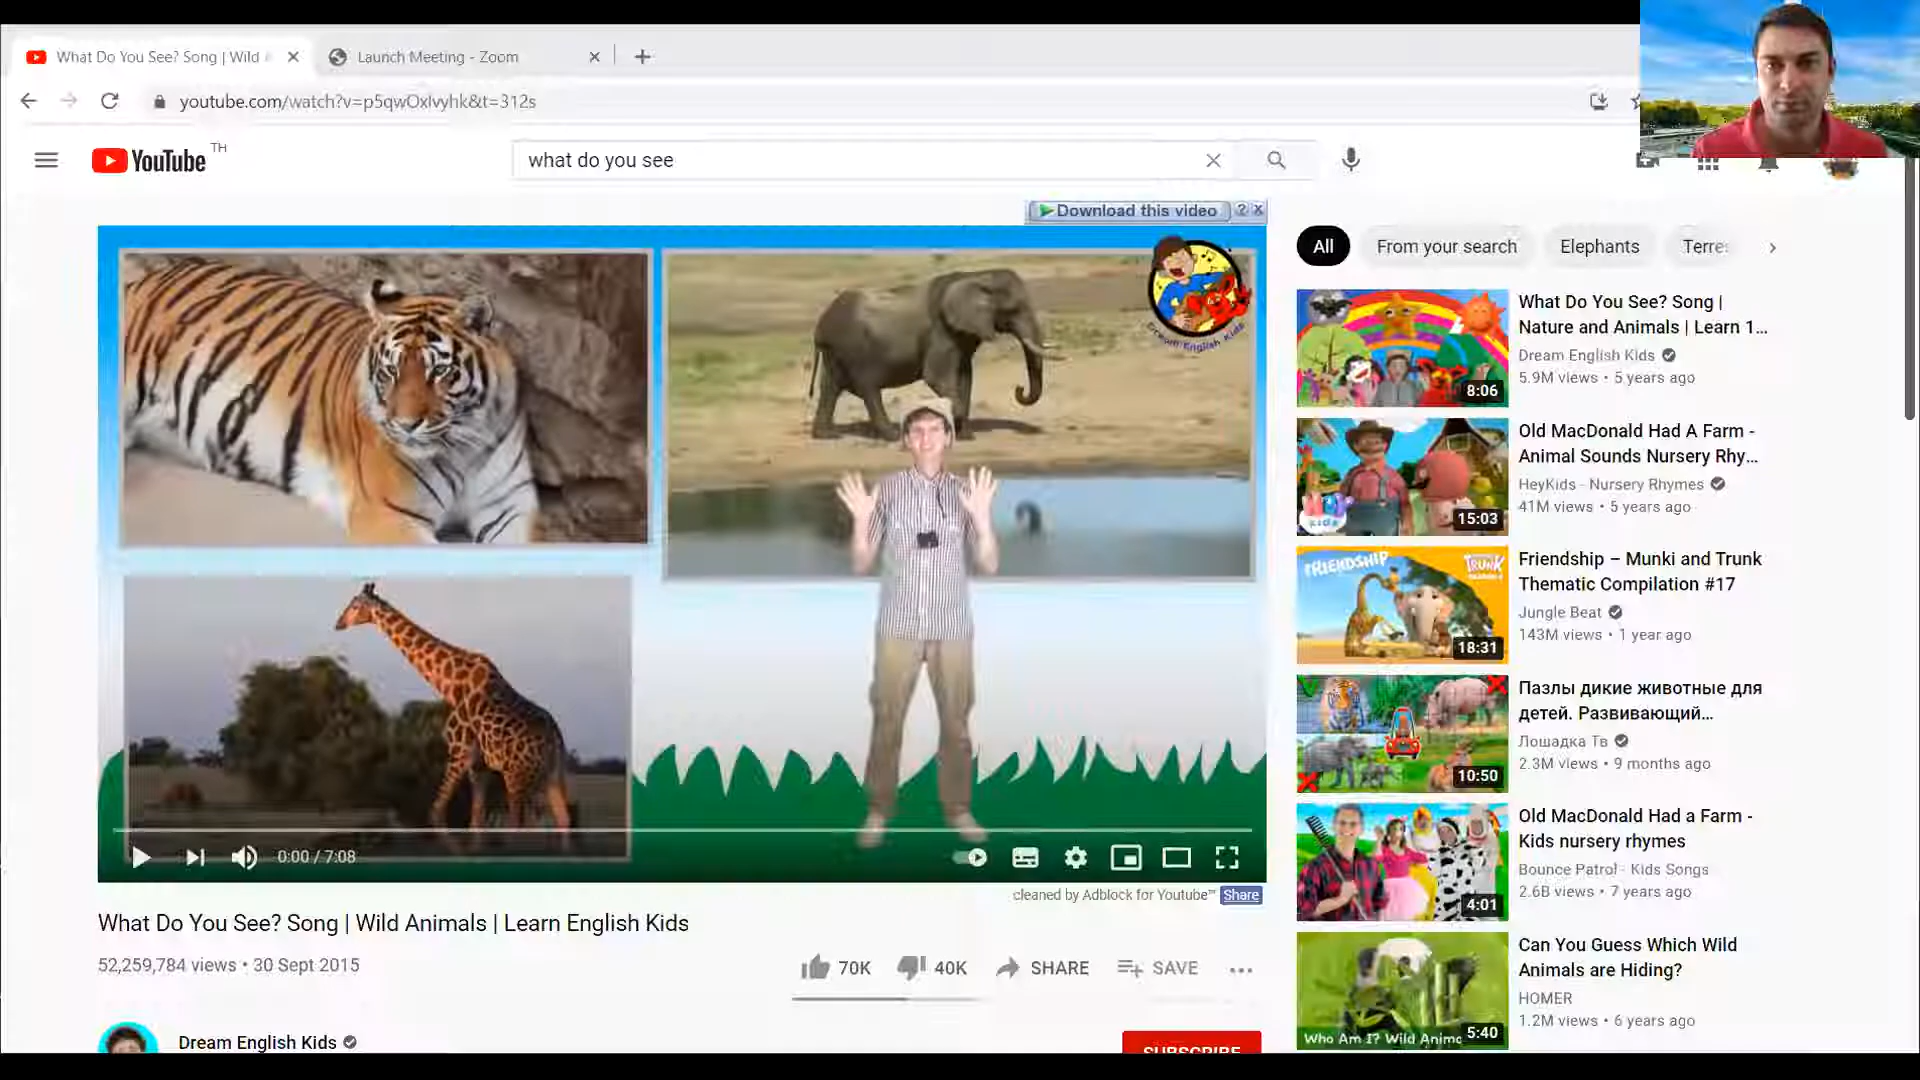 What Do You See? Song | Wild
Launch Meeting - Zoom
youtube.com/watch?v=p5qwOxIvyhk&t=312s
YouTube TH
what do you see
Download this video ? x
Dream English Kids
0:00 / 7:08
cleaned by Adblock for Youtube™ Share
What Do You See? Song | Wild Animals | Learn English Kids
52,259,784 views • 30 Sept 2015
70K 40K SHARE SAVE
Dream English Kids
SUBSCRIBE
All From your search Elephants Terres
What Do You See? Song |
Nature and Animals | Learn 1...
Dream English Kids
5.9M views • 5 years ago
8:06
Old MacDonald Had A Farm -
Animal Sounds Nursery Rhy...
HeyKids - Nursery Rhymes
41M views • 5 years ago
KIDS
15:03
FRIENDSHIP
TRUNK
Friendship – Munki and Trunk
Thematic Compilation #17
Jungle Beat
143M views • 1 year ago
18:31
Пазлы дикие животные для
детей. Развивающий...
Лошадка Тв
2.3M views • 9 months ago
10:50
Old MacDonald Had a Farm -
Kids nursery rhymes
Bounce Patrol - Kids Songs
2.6B views • 7 years ago
4:01
Can You Guess Which Wild
Animals are Hiding?
HOMER
1.2M views • 6 years ago
Who Am I? Wild Anima
5:40